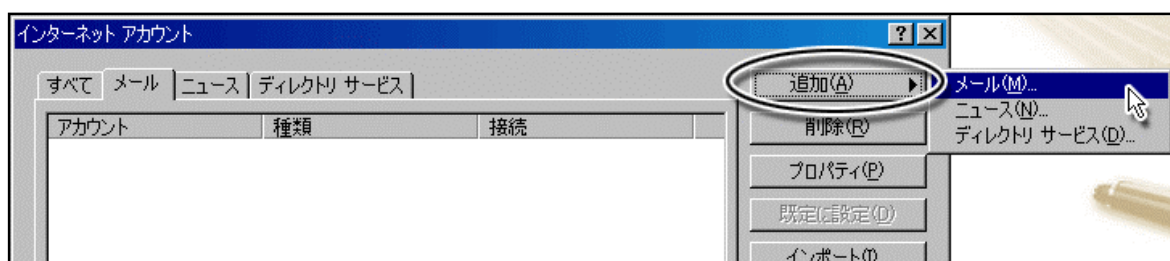 インターネット アカウント
すべて メール ニュース ディレクトリ サービス
追加(A)
メール(M)...
ニュース(N)...
ディレクトリ サービス(D)...
アカウント 種類 接続
削除(R)
プロパティ(P)
既定に設定(D)
インポート(I)...